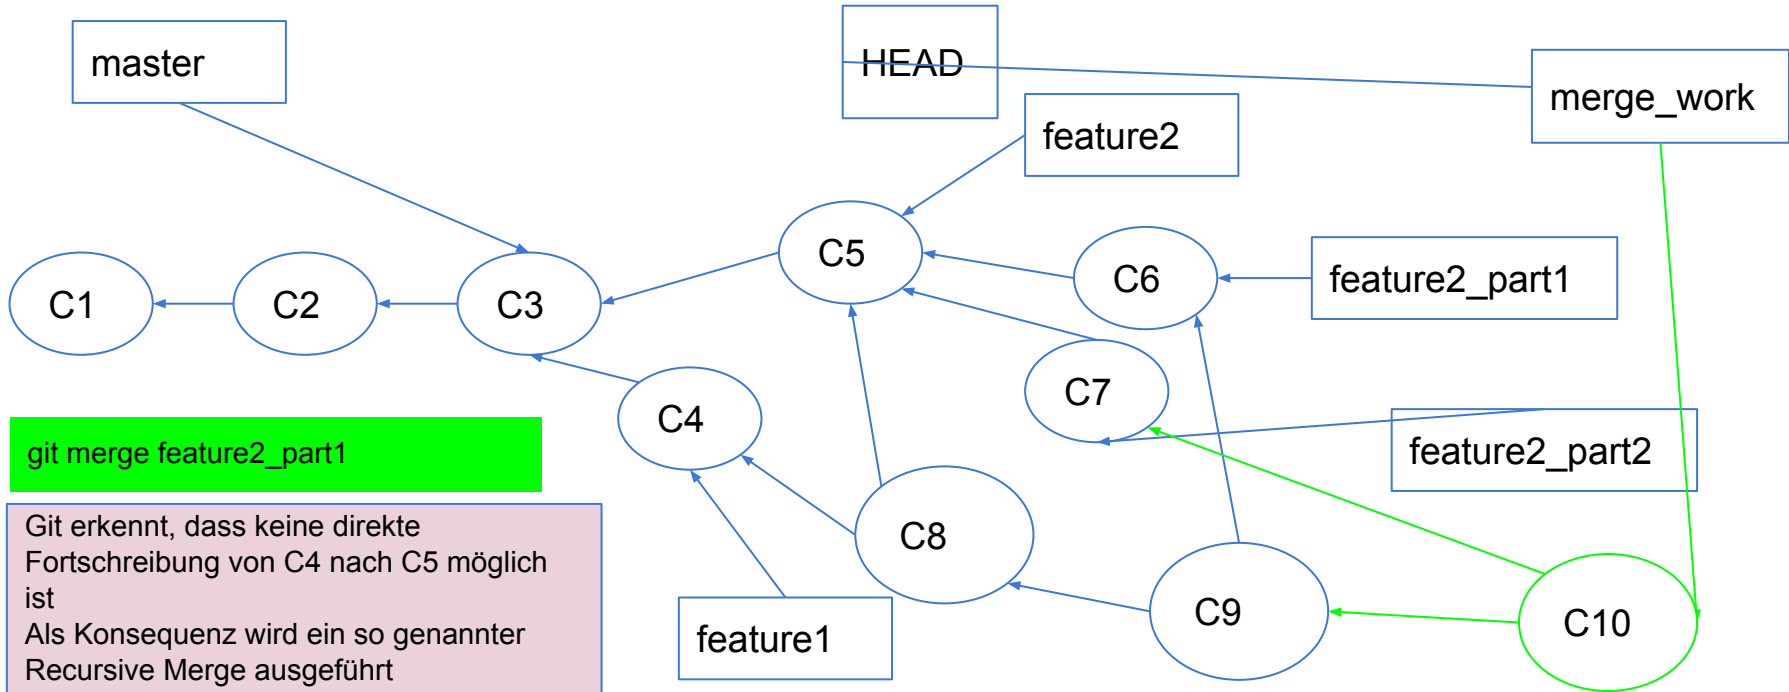 master
HEAD
merge_work
feature2
C5
C6
feature2_part1
C1
C2
C3
C7
C4
feature2_part2
git merge feature2_part1
Git erkennt, dass keine direkte
Fortschreibung von C4 nach C5 möglich
ist
Als Konsequenz wird ein so genannter
Recursive Merge ausgeführt
C8
C9
C10
feature1